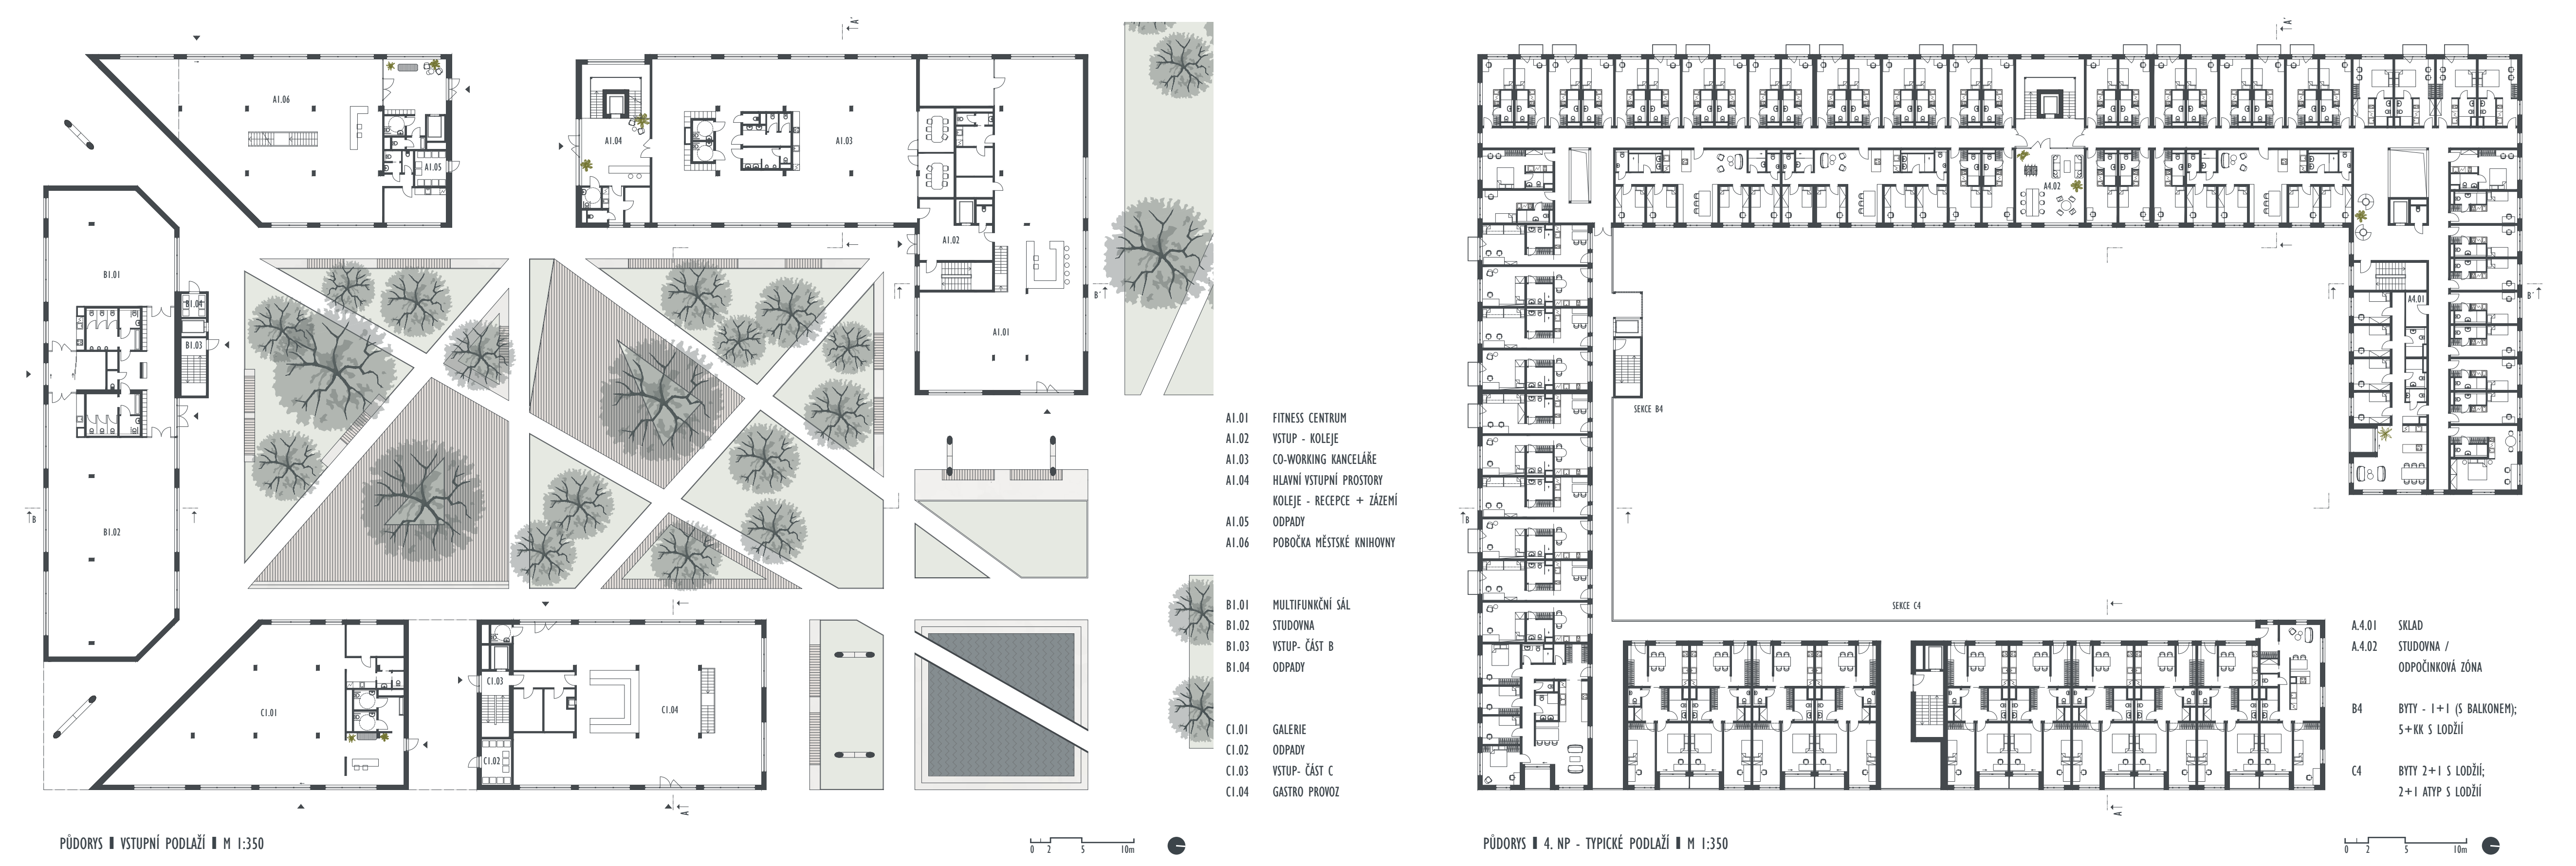 A'
A1.06
A1.05
A1.04
A1.03
A1.02
B'
A1.01
B1.01
B1.04
B1.03
B
B1.02
C1.01
C1.03
C1.02
C1.04
A
A1.01 FITNESS CENTRUM
A1.02 VSTUP - KOLEJE
A1.03 CO-WORKING KANCELÁŘE
A1.04 HLAVNÍ VSTUPNÍ PROSTORY
KOLEJE - RECEPCE + ZÁZEMÍ
A1.05 ODPADY
A1.06 POBOČKA MĚSTSKÉ KNIHOVNY
B1.01 MULTIFUNKČNÍ SÁL
B1.02 STUDOVNA
B1.03 VSTUP- ČÁST B
B1.04 ODPADY
C1.01 GALERIE
C1.02 ODPADY
C1.03 VSTUP- ČÁST C
C1.04 GASTRO PROVOZ
PŮDORYS ▮ VSTUPNÍ PODLAŽÍ ▮ M 1:350
0 2 5 10m
A'
A4.02
A4.01
B'
SEKCE B4
B
SEKCE C4
A
A.4.01 SKLAD
A.4.02 STUDOVNA /
ODPOČINKOVÁ ZÓNA
B4 BYTY - 1+1 (S BALKONEM);
5+KK S LODŽIÍ
C4 BYTY 2+1 S LODŽIÍ;
2+1 ATYP S LODŽIÍ
PŮDORYS ▮ 4. NP - TYPICKÉ PODLAŽÍ ▮ M 1:350
0 2 5 10m